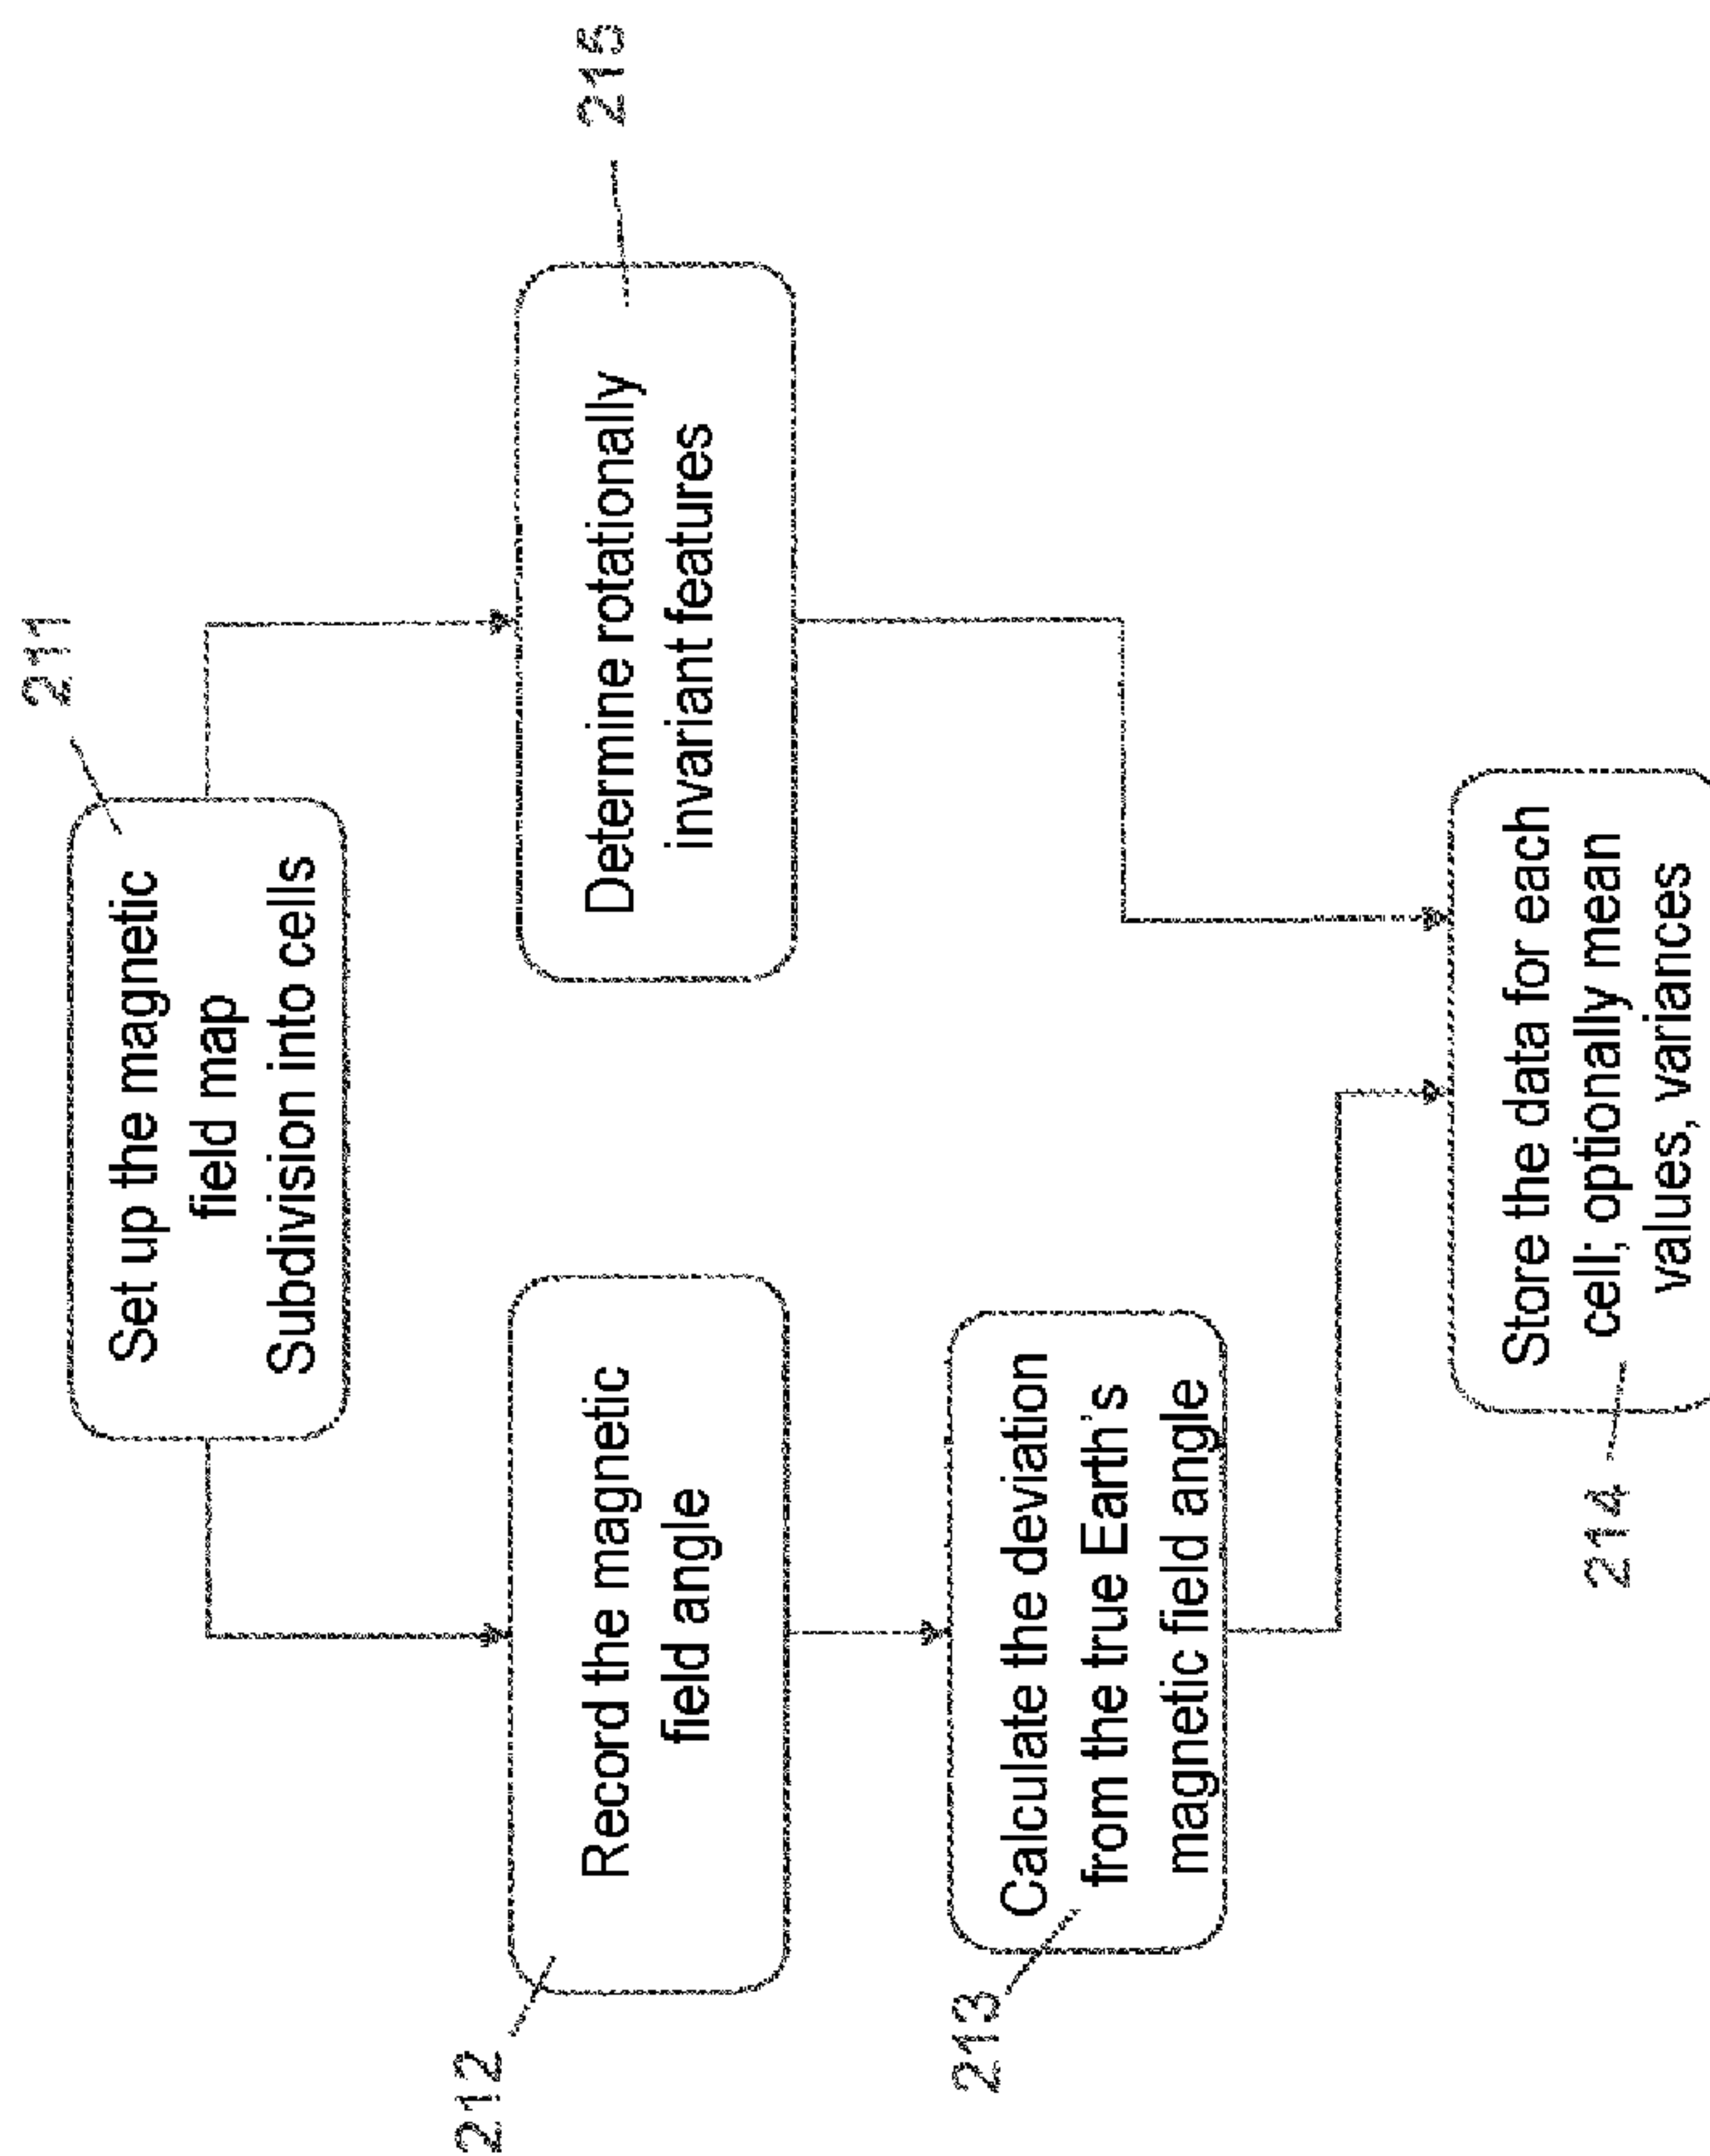 211
Set up the magnetic
field map
Subdivision into cells
212
Record the magnetic
field angle
215
Determine rotationally
invariant features
213
Calculate the deviation
from the true Earth's
magnetic field angle
Store the data for each
cell; optionally mean
values, variances
214